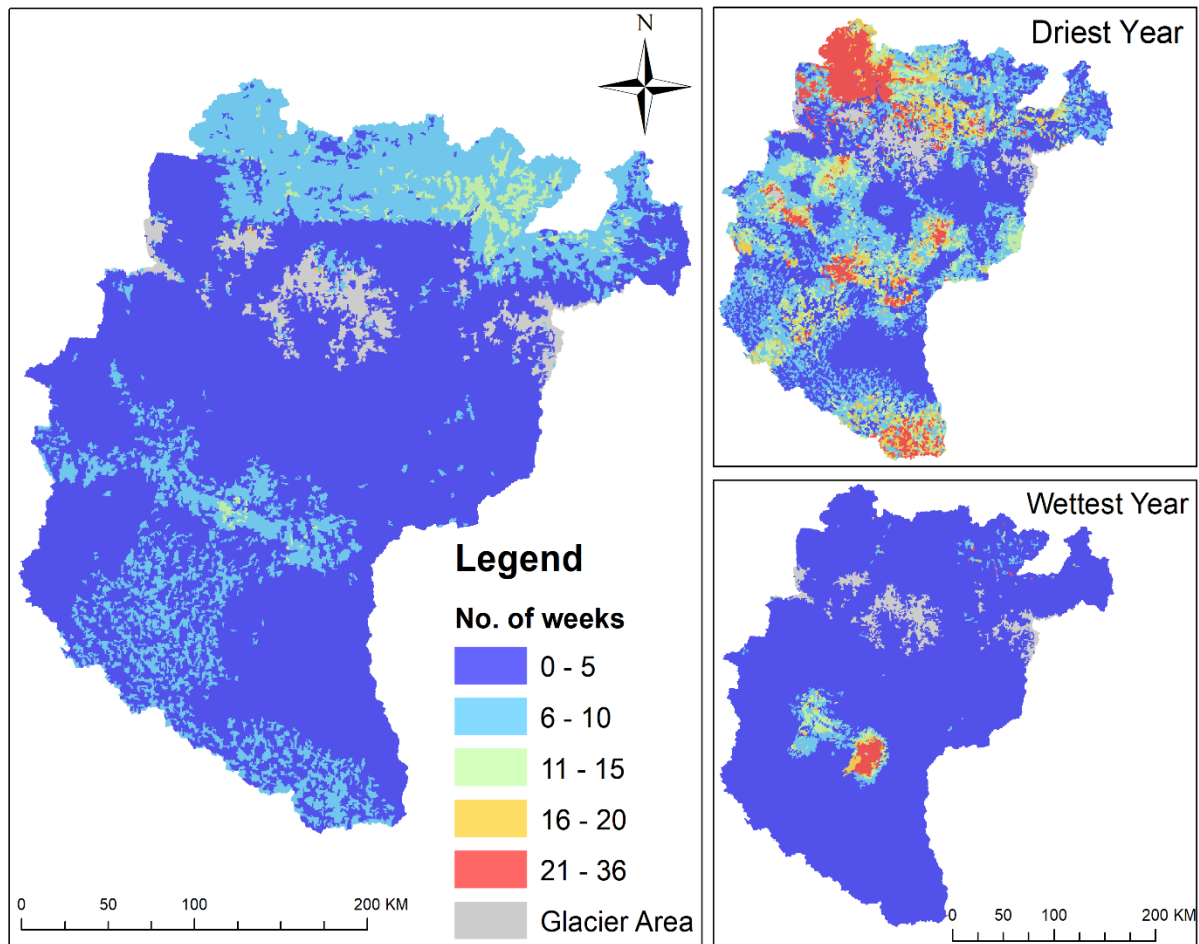 N
Legend
No. of weeks
0 - 5
6 - 10
11 - 15
16 - 20
21 - 36
Glacier Area
0 50 100 200 KM
Driest Year
Wettest Year
0 50 100 200 KM